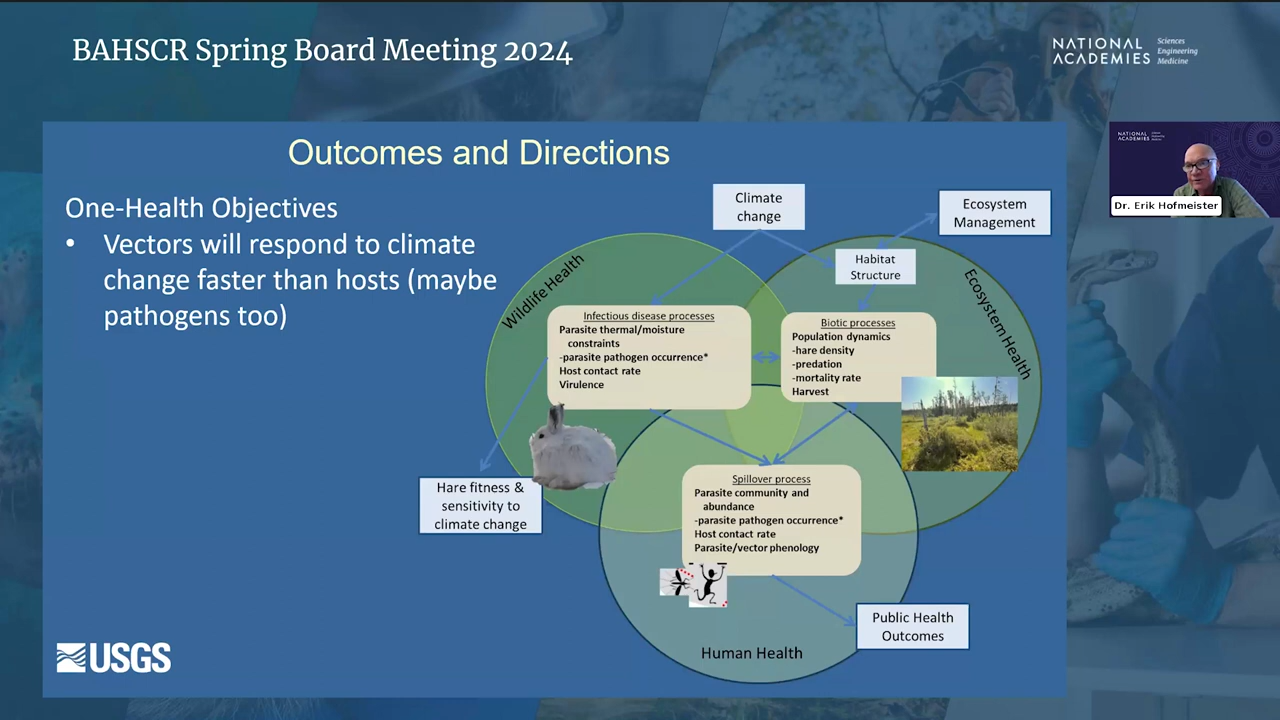 BAHSCR Spring Board Meeting 2024
NATIONAL
ACADEMIES
Sciences
Engineering
Medicine
Outcomes and Directions
One-Health Objectives
• Vectors will respond to climate
change faster than hosts (maybe
pathogens too)
Climate
change
Ecosystem
Management
Habitat
Structure
Wildlife Health
Ecosystem Health
Infectious disease processes
Parasite thermal/moisture
constraints
-parasite pathogen occurrence*
Host contact rate
Virulence
Biotic processes
Population dynamics
-hare density
-predation
-mortality rate
Harvest
Hare fitness &
sensitivity to
climate change
Spillover process
Parasite community and
abundance
-parasite pathogen occurrence*
Host contact rate
Parasite/vector phenology
Public Health
Outcomes
Human Health
USGS
NATIONAL
ACADEMIES
Dr. Erik Hofmeister